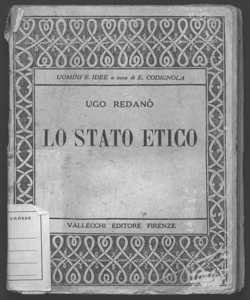 UOMINI E IDEE a cura di E. CODIGNOLA
UGO REDANÒ
LO STATO ETICO
VALLECCHI EDITORE FIRENZE
VARESE